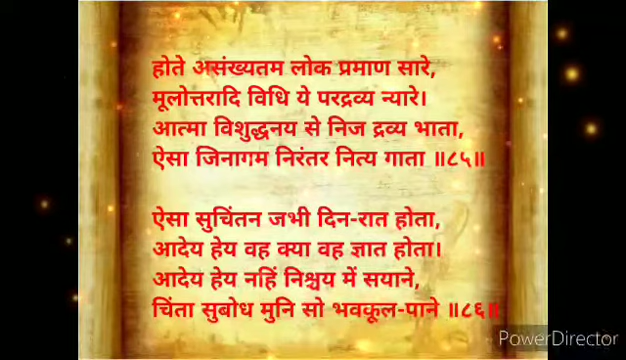 होते असंख्यतम लोक प्रमाण सारे,
मूलोत्तरादि विधि ये परद्रव्य न्यारे।
आत्मा विशुद्धनय से निज द्रव्य भाता,
ऐसा जिनागम निरंतर नित्य गाता ॥८५॥
ऐसा सुचिंतन जभी दिन-रात होता,
आदेय हेय वह क्या वह ज्ञात होता।
आदेय हेय नहिं निश्चय में सयाने,
चिंता सुबोध मुनि सो भवकूल-पाने ॥८६॥
PowerDirector